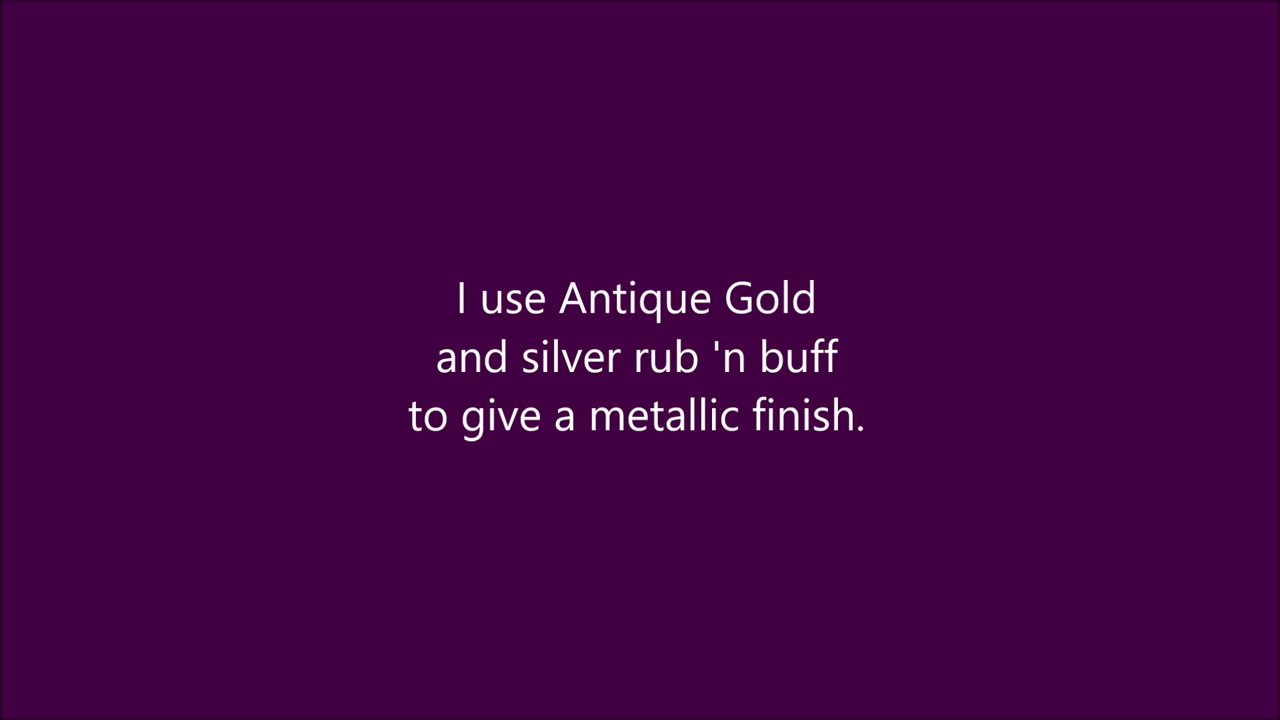 I use Antique Gold
and silver rub 'n buff
to give a metallic finish.